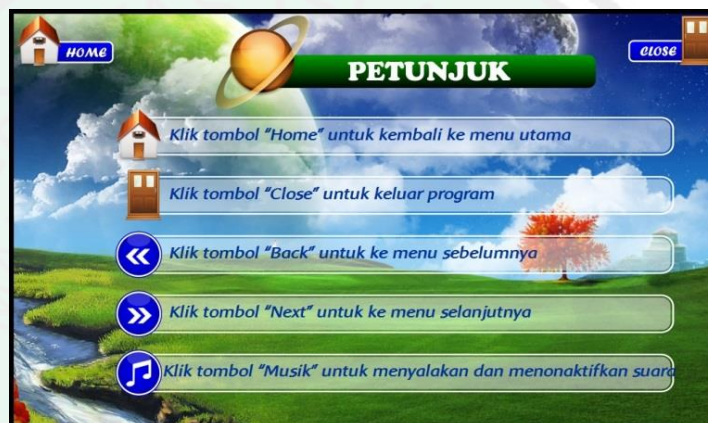 HOME
CLOSE
PETUNJUK
Klik tombol "Home" untuk kembali ke menu utama
Klik tombol "Close" untuk keluar program
Klik tombol "Back" untuk ke menu sebelumnya
Klik tombol "Next" untuk ke menu selanjutnya
Klik tombol "Musik" untuk menyalakan dan menonaktifkan suara